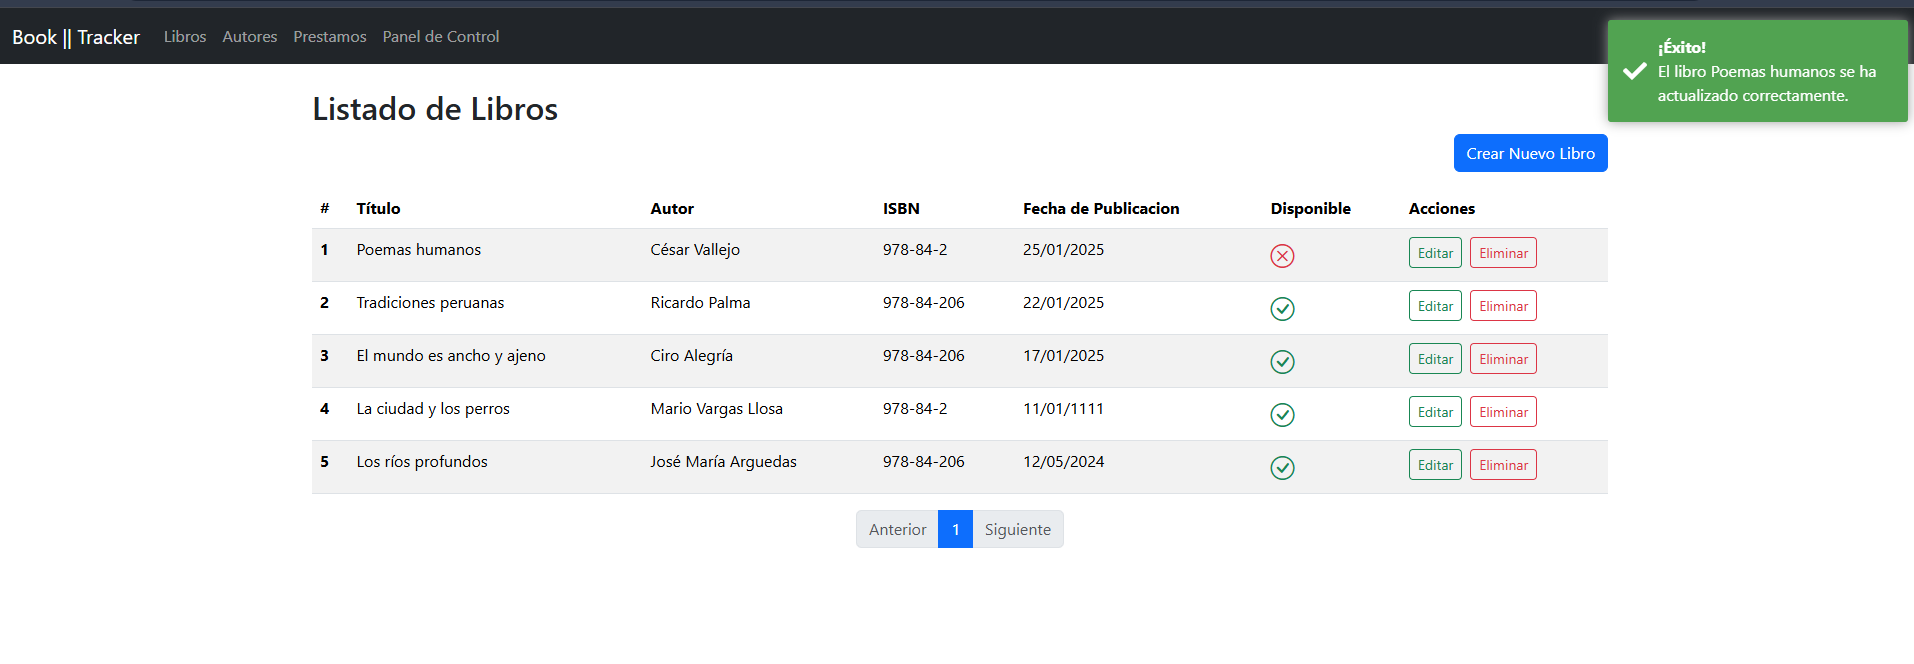 Book || Tracker Libros Autores Prestamos Panel de Control
¡Éxito!
El libro Poemas humanos se ha
actualizado correctamente.
Listado de Libros
Crear Nuevo Libro
# Título Autor ISBN Fecha de Publicacion Disponible Acciones
1 Poemas humanos César Vallejo 978-84-2 25/01/2025 Editar Eliminar
2 Tradiciones peruanas Ricardo Palma 978-84-206 22/01/2025 Editar Eliminar
3 El mundo es ancho y ajeno Ciro Alegría 978-84-206 17/01/2025 Editar Eliminar
4 La ciudad y los perros Mario Vargas Llosa 978-84-2 11/01/1111 Editar Eliminar
5 Los ríos profundos José María Arguedas 978-84-206 12/05/2024 Editar Eliminar
Anterior 1 Siguiente